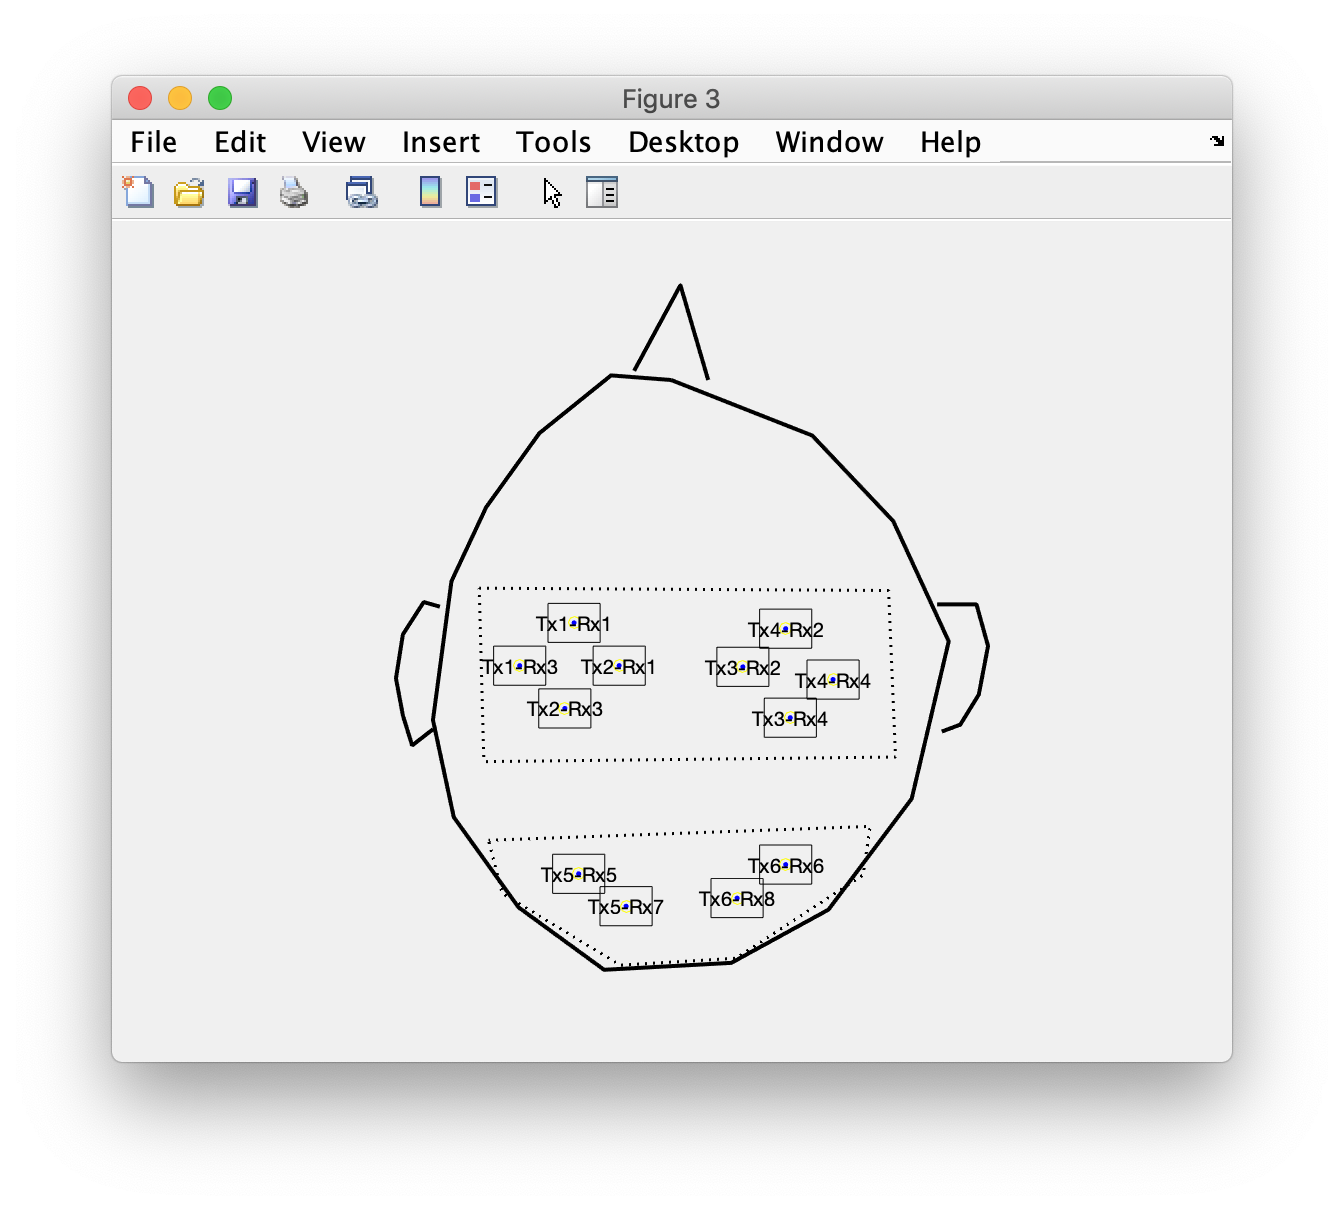 Figure 3
File Edit View Insert Tools Desktop Window Help
Tx1-Rx1
Tx4-Rx2
Tx1-Rx3
Tx2-Rx1
Tx3-Rx2
Tx4-Rx4
Tx2-Rx3
Tx3-Rx4
Tx5-Rx5
Tx6-Rx6
Tx5-Rx7
Tx6-Rx8